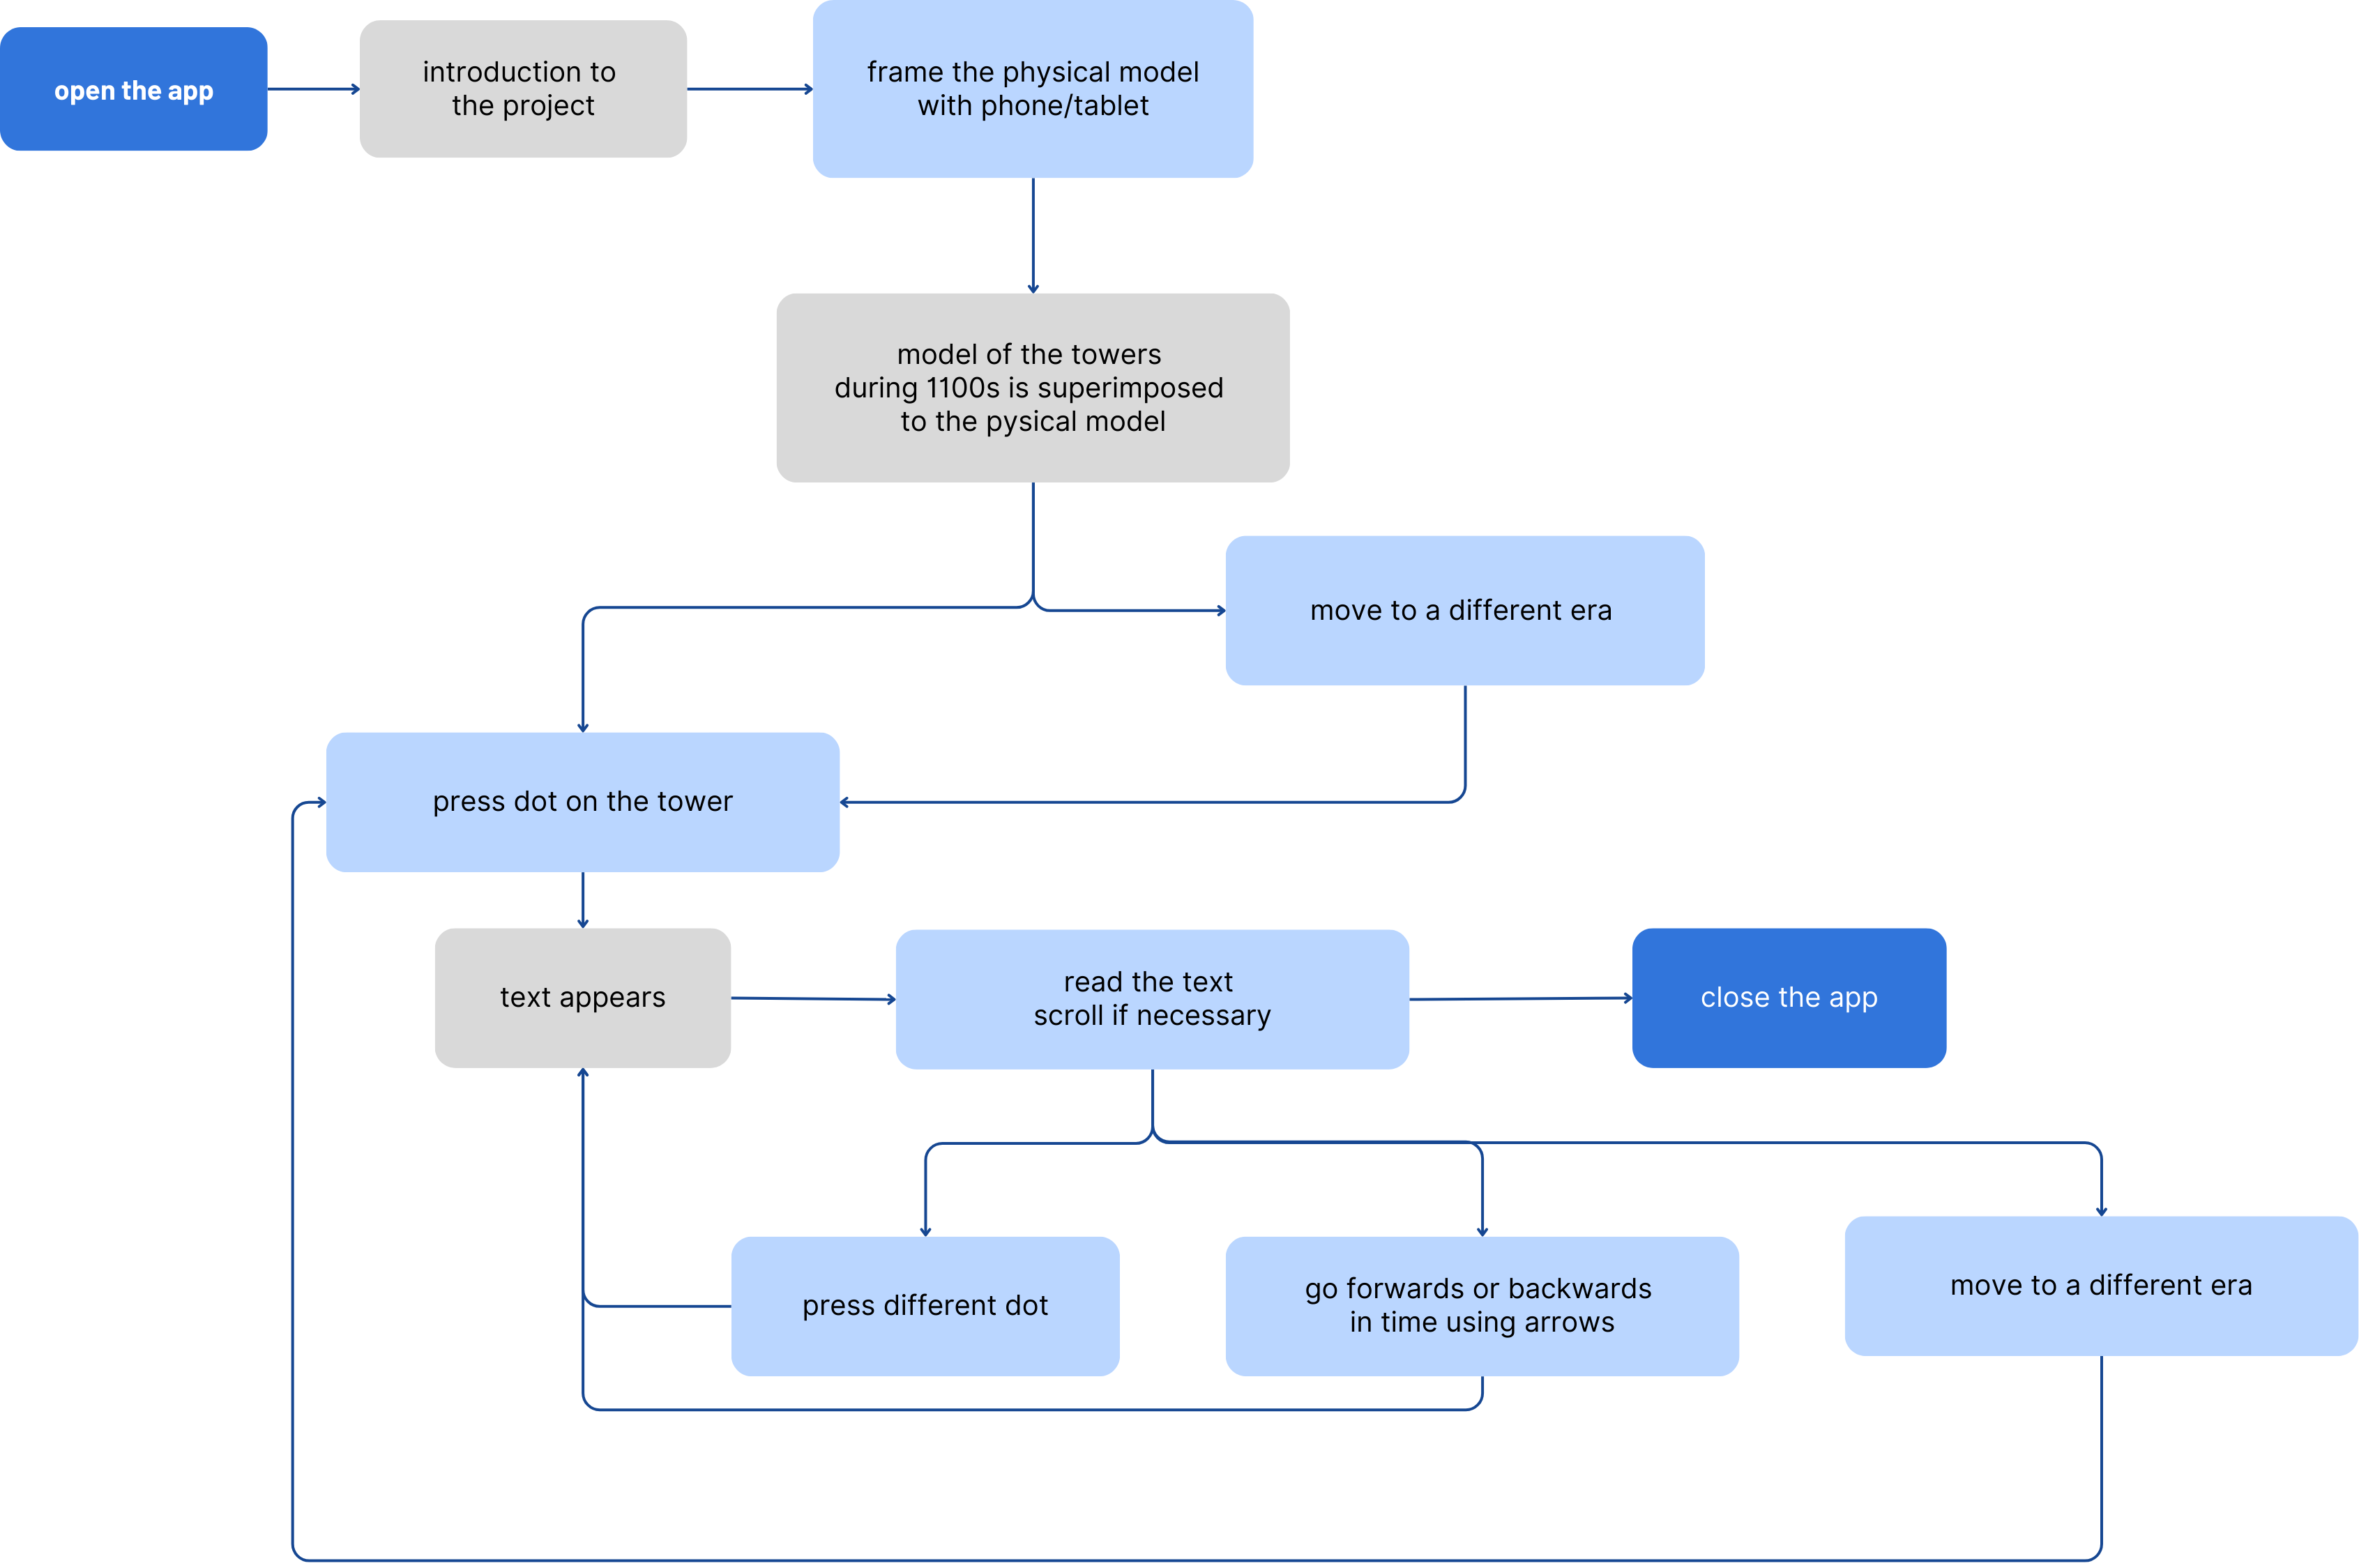 open the app
introduction to
the project
frame the physical model
with phone/tablet
model of the towers
during 1100s is superimposed
to the pysical model
move to a different era
press dot on the tower
text appears
read the text
scroll if necessary
close the app
press different dot
go forwards or backwards
in time using arrows
move to a different era